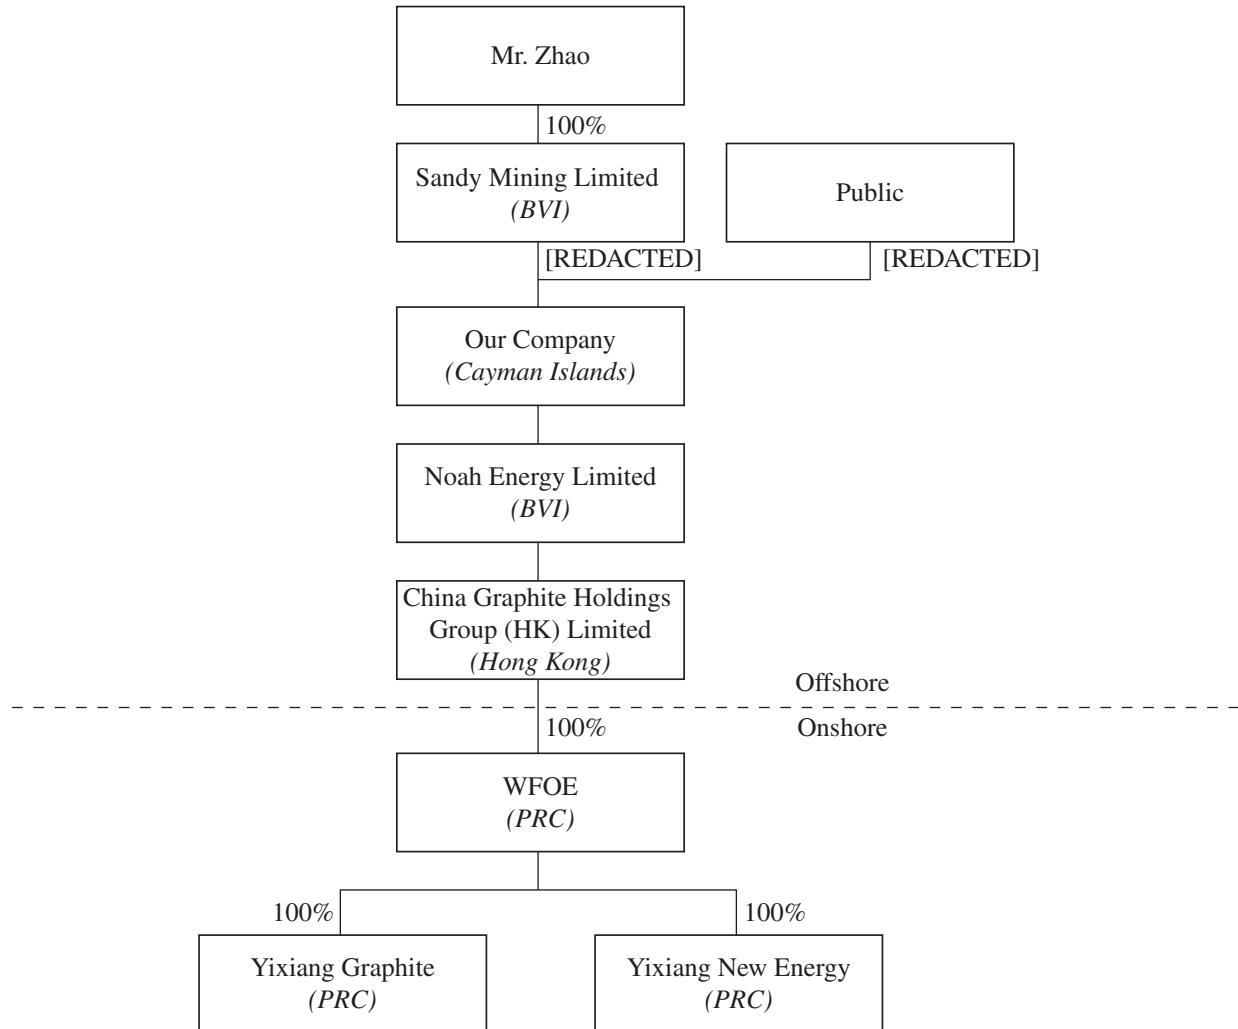 Mr. Zhao
100%
Sandy Mining Limited
(BVI)
Public
[REDACTED]
[REDACTED]
Our Company
(Cayman Islands)
Noah Energy Limited
(BVI)
China Graphite Holdings
Group (HK) Limited
(Hong Kong)
Offshore
100%
Onshore
WFOE
(PRC)
100%
100%
Yixiang Graphite
(PRC)
Yixiang New Energy
(PRC)